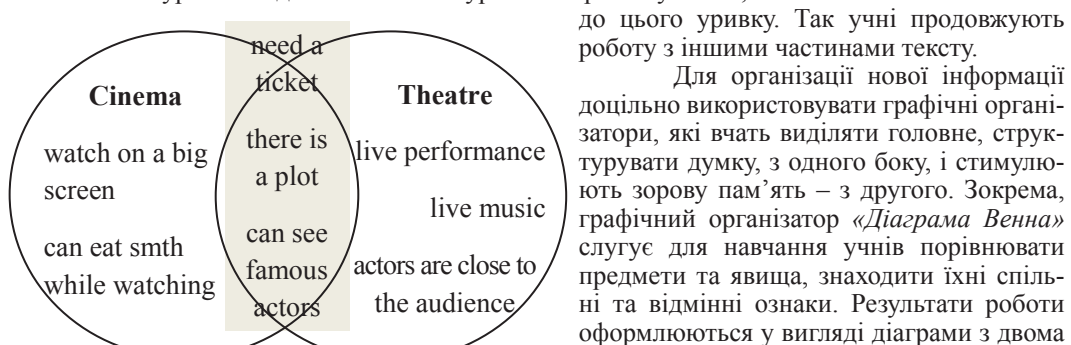 need a
ticket
Cinema
Theatre
watch on a big
screen
can eat smth
while watching
there is
a plot
can see
famous
actors
live performance
live music
actors are close to
the audience
до цього уривку. Так учні продовжують
роботу з іншими частинами тексту.
Для організації нової інформації
доцільно використовувати графічні органі-
затори, які вчать виділяти головне, струк-
турувати думку, з одного боку, і стимулю-
ють зорову пам’ять – з другого. Зокрема,
графічний організатор «Діаграма Венна»
слугує для навчання учнів порівнювати
предмети та явища, знаходити їхні спіль-
ні та відмінні ознаки. Результати роботи
оформлюються у вигляді діаграми з двома